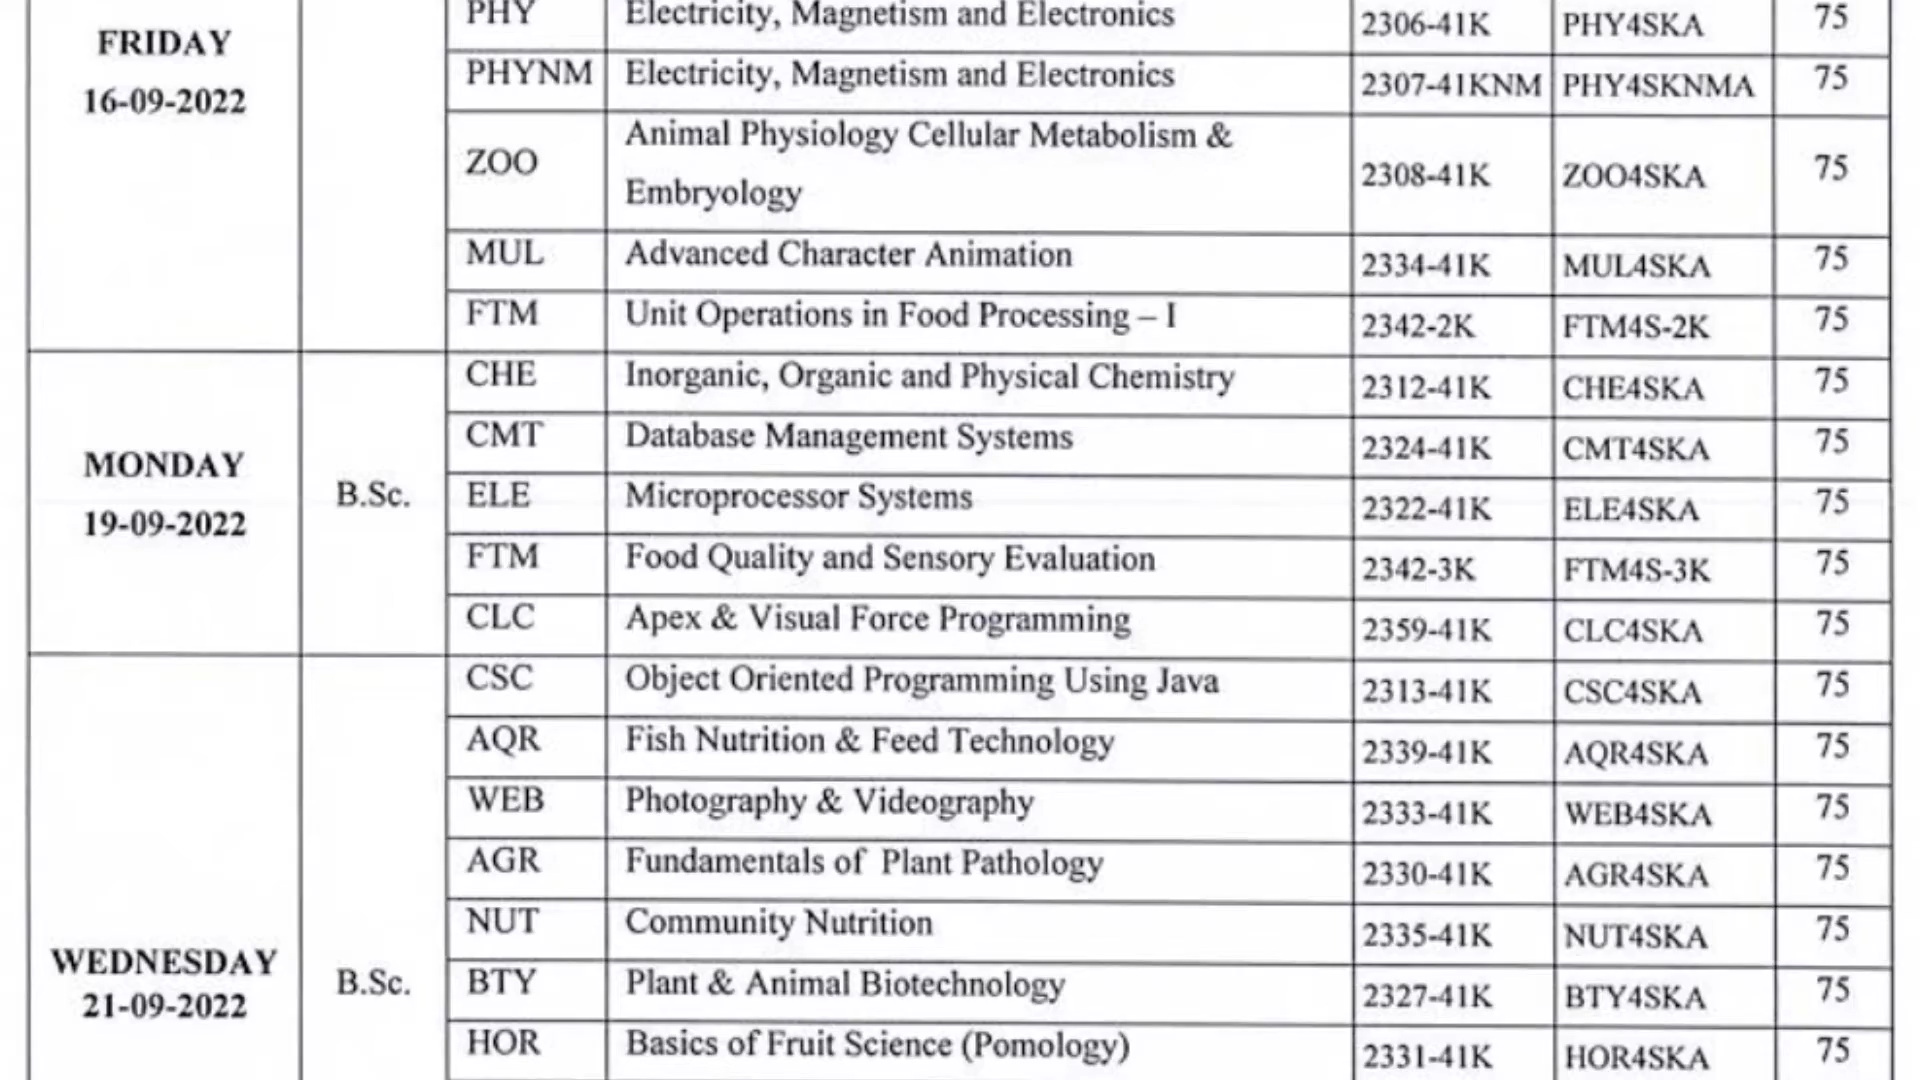 PHY Electricity, Magnetism and Electronics 2306-41K PHY4SKA 75
FRIDAY
16-09-2022
PHYNM Electricity, Magnetism and Electronics 2307-41KNM PHY4SKNMA 75
ZOO Animal Physiology Cellular Metabolism &
Embryology 2308-41K ZOO4SKA 75
MUL Advanced Character Animation 2334-41K MUL4SKA 75
FTM Unit Operations in Food Processing – I 2342-2K FTM4S-2K 75
MONDAY
19-09-2022
B.Sc.
CHE Inorganic, Organic and Physical Chemistry 2312-41K CHE4SKA 75
CMT Database Management Systems 2324-41K CMT4SKA 75
ELE Microprocessor Systems 2322-41K ELE4SKA 75
FTM Food Quality and Sensory Evaluation 2342-3K FTM4S-3K 75
CLC Apex & Visual Force Programming 2359-41K CLC4SKA 75
WEDNESDAY
21-09-2022
B.Sc.
CSC Object Oriented Programming Using Java 2313-41K CSC4SKA 75
AQR Fish Nutrition & Feed Technology 2339-41K AQR4SKA 75
WEB Photography & Videography 2333-41K WEB4SKA 75
AGR Fundamentals of Plant Pathology 2330-41K AGR4SKA 75
NUT Community Nutrition 2335-41K NUT4SKA 75
BTY Plant & Animal Biotechnology 2327-41K BTY4SKA 75
HOR Basics of Fruit Science (Pomology) 2331-41K HOR4SKA 75